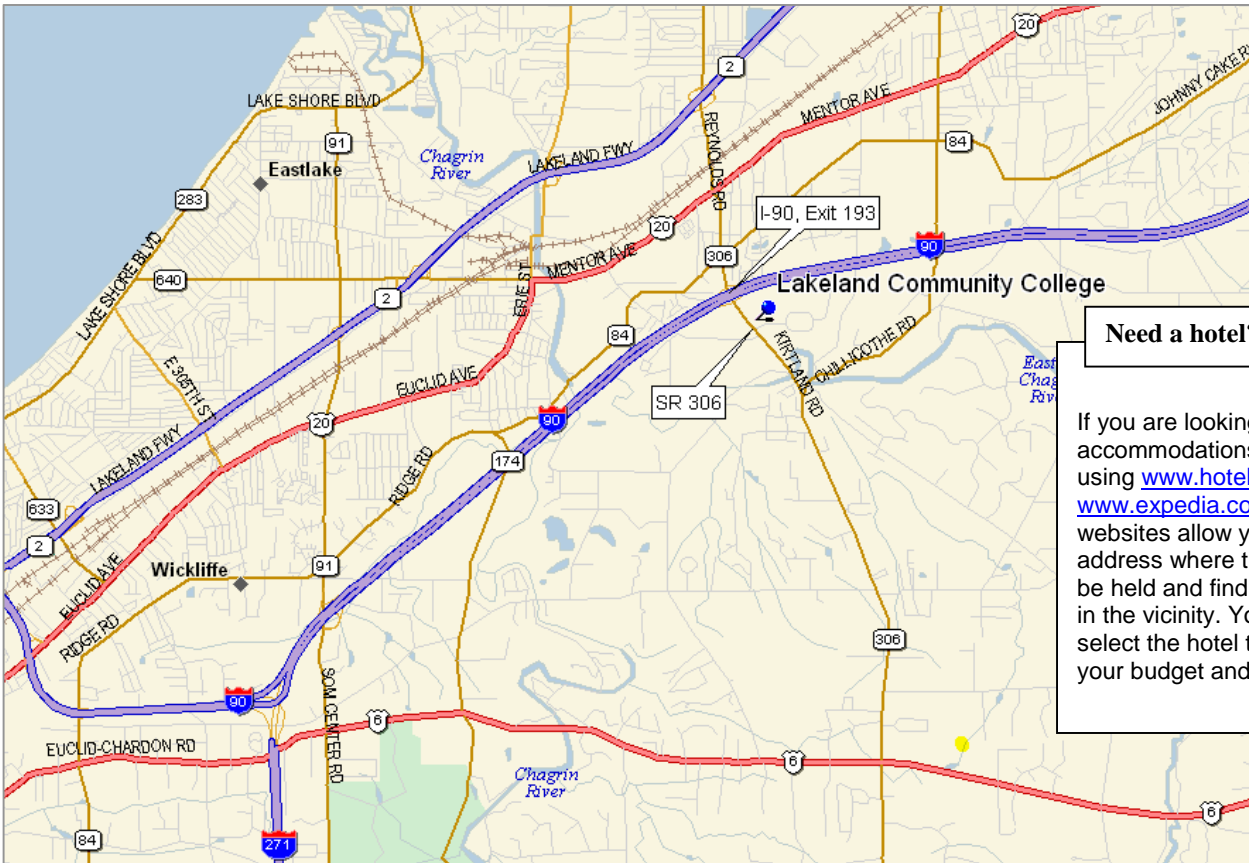 20
2
LAKE SHORE BLVD
MENTOR AVE
JOHNNY CAKE R
91
REYNOLDS RD
84
Chagrin
River
LAKELAND FWY
Eastlake
283
I-90, Exit 193
20
LAKE SHORE BLVD
640
ERIE ST
MENTOR AVE
306
90
2
Lakeland Community College
84
KIRTLAND RD
CHILLICOTHE RD
E 305TH ST
EUCLID AVE
SR 306
East
Chag
Riv
20
90
LAKELAND FWY
RIDGE RD
174
633
2
EUCLID AVE
Wickliffe
91
RIDGE RD
306
90
SOM CENTER RD
6
EUCLID-CHARDON RD
6
Chagrin
River
6
84
271
Need a hotel?
If you are looking
accommodations
using www.hotel
www.expedia.co
websites allow y
address where t
be held and find
in the vicinity. Yo
select the hotel t
your budget and